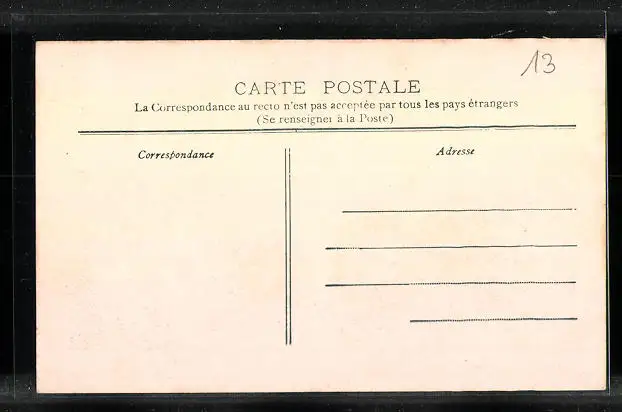 13
CARTE POSTALE
La Correspondance au recto n'est pas acceptée par tous les pays étrangers
(Se renseigner à la Poste)
Correspondance
Adresse